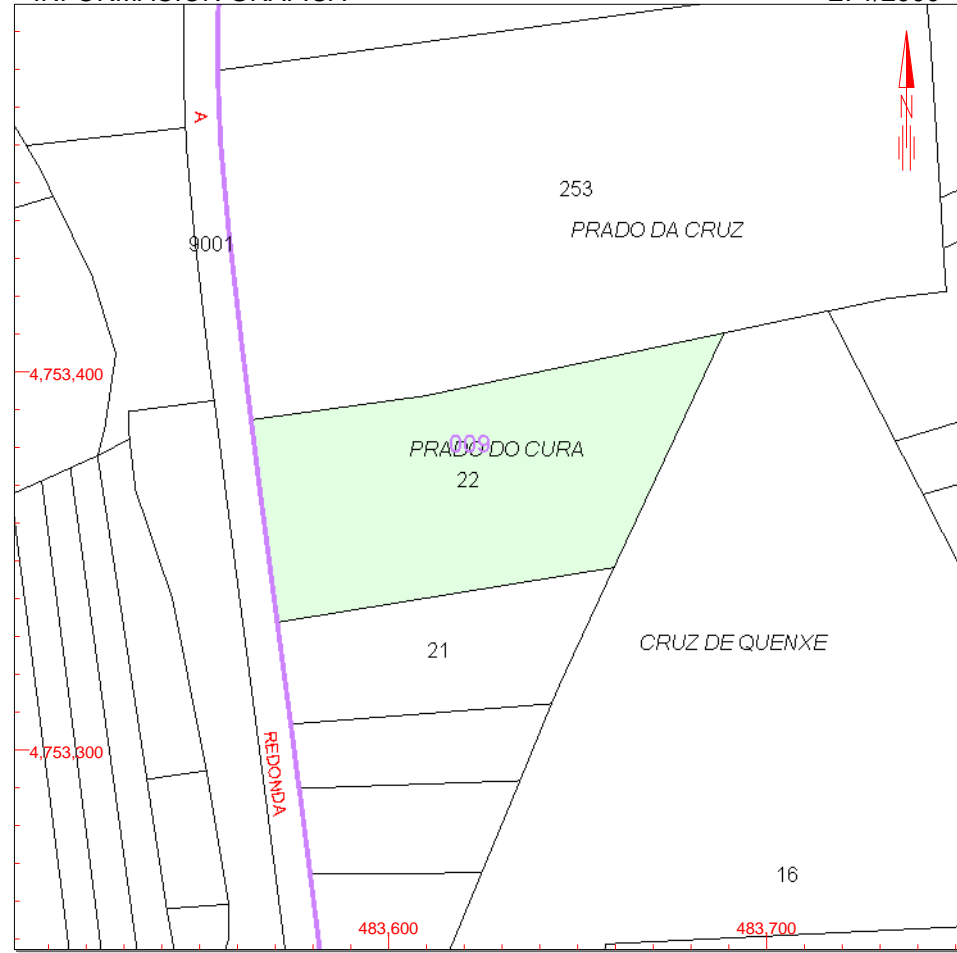 A
N
253
PRADO DA CRUZ
9001
4,753,400
009
PRADO DO CURA
22
21
CRUZ DE QUENXE
4,753,300
REDONDA
16
483,600
483,700